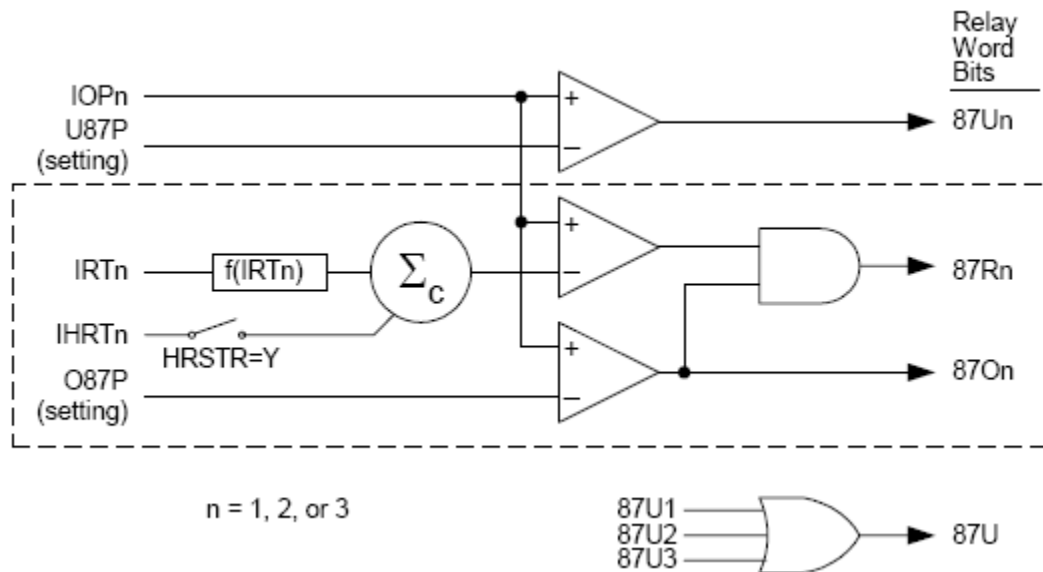 Relay
Word
Bits
IOPn
U87P
(setting)
+
−
87Un
IRTn
f(IRTn)
Σc
+
−
87Rn
IHRTn
HRSTR=Y
O87P
(setting)
+
−
87On
n = 1, 2, or 3
87U1
87U2
87U3
87U